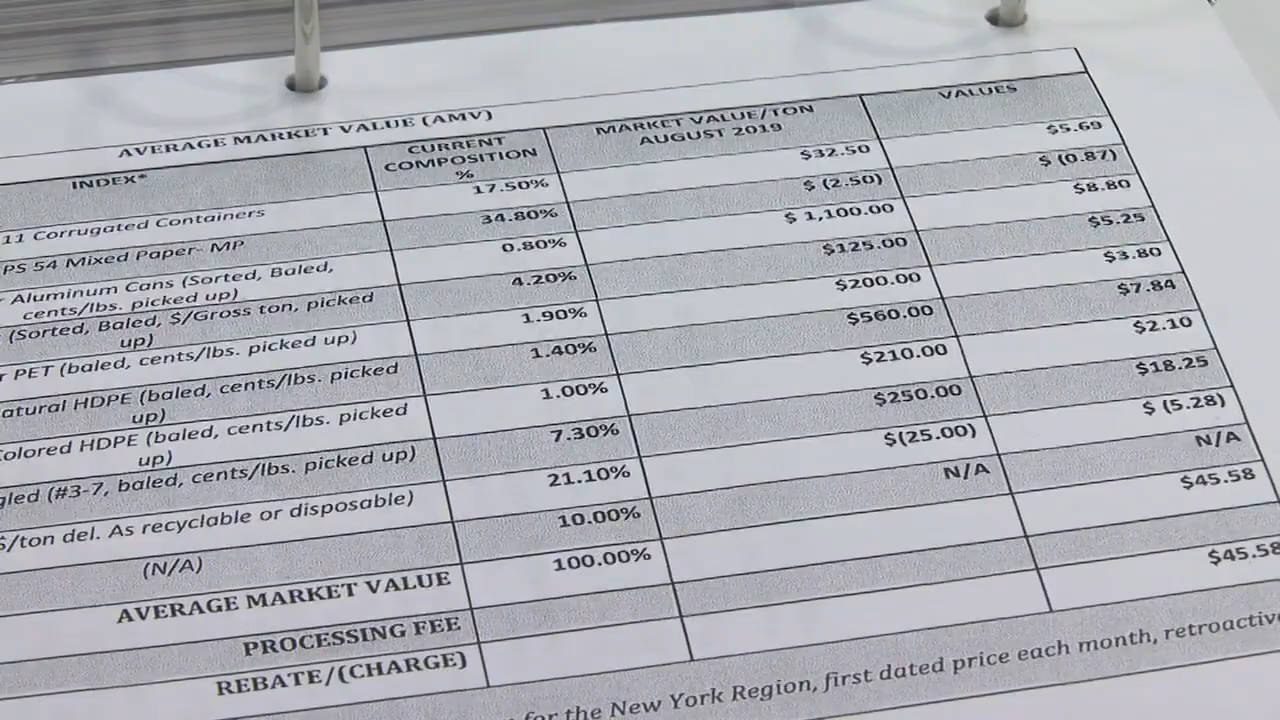 AVERAGE MARKET VALUE (AMV)
INDEX* CURRENT COMPOSITION % MARKET VALUE/TON AUGUST 2019 VALUES
11 Corrugated Containers 17.50% $32.50 $5.69
PS 54 Mixed Paper- MP 34.80% $ (2.50) $ (0.87)
Aluminum Cans (Sorted, Baled, cents/lbs. picked up) 0.80% $ 1,100.00 $8.80
(Sorted, Baled, $/Gross ton, picked up) 4.20% $125.00 $5.25
PET (baled, cents/lbs. picked up) 1.90% $200.00 $3.80
atural HDPE (baled, cents/lbs. picked up) 1.40% $560.00 $7.84
Colored HDPE (baled, cents/lbs. picked up) 1.00% $210.00 $2.10
gled (#3-7, baled, cents/lbs. picked up) 7.30% $250.00 $18.25
$/ton del. As recyclable or disposable) 21.10% $(25.00) $ (5.28)
(N/A) 10.00% N/A N/A
AVERAGE MARKET VALUE 100.00% $45.58
PROCESSING FEE
REBATE/(CHARGE) $45.58
for the New York Region, first dated price each month, retroactive